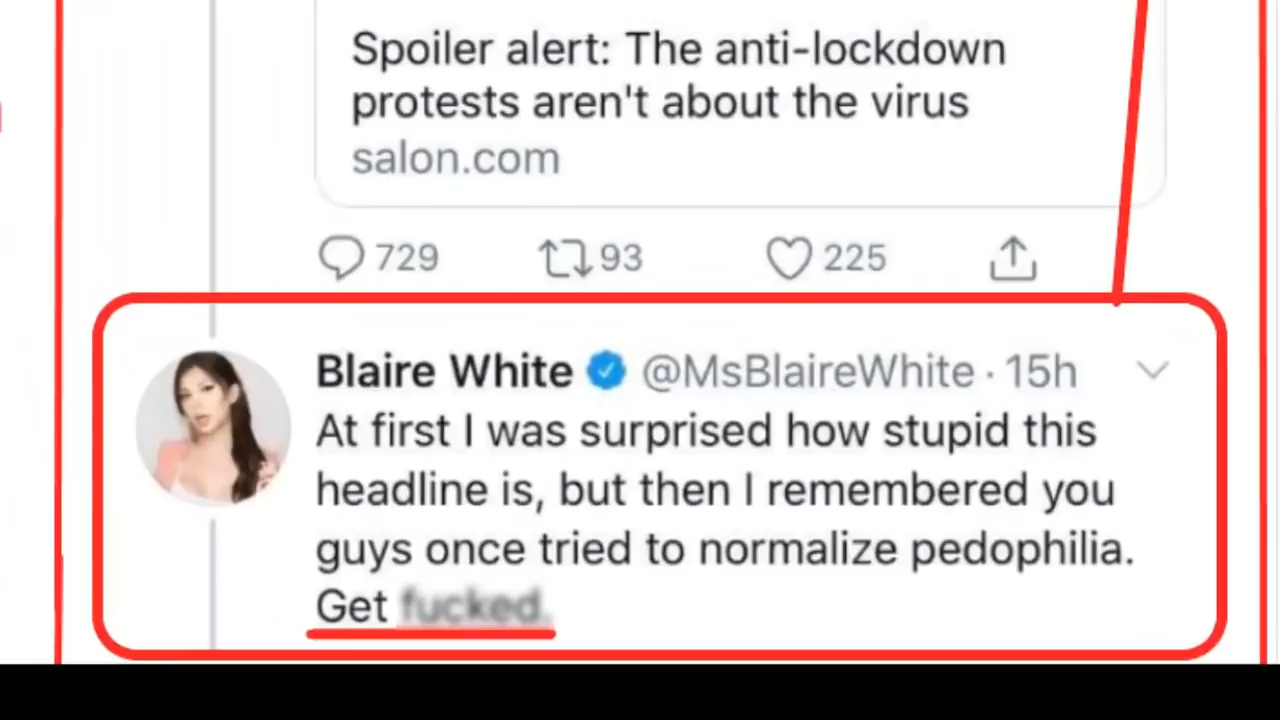 Spoiler alert: The anti-lockdown
protests aren't about the virus
salon.com
729 93 225
Blaire White @MsBlaireWhite · 15h
At first I was surprised how stupid this
headline is, but then I remembered you
guys once tried to normalize pedophilia.
Get fucked.